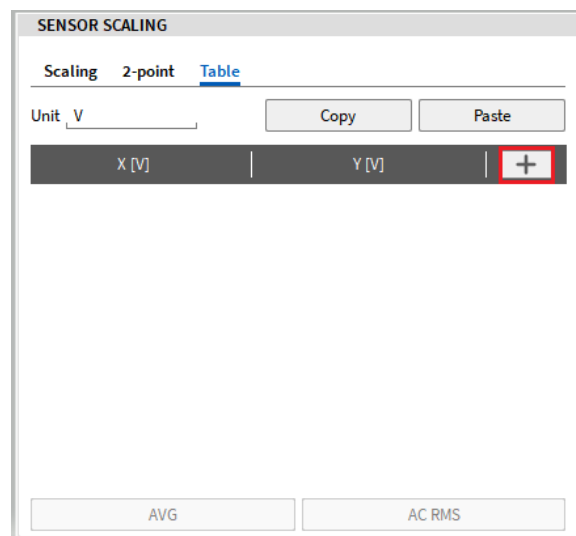 SENSOR SCALING
Scaling 2-point Table
Unit V Copy Paste
X [V] Y [V] +
AVG AC RMS